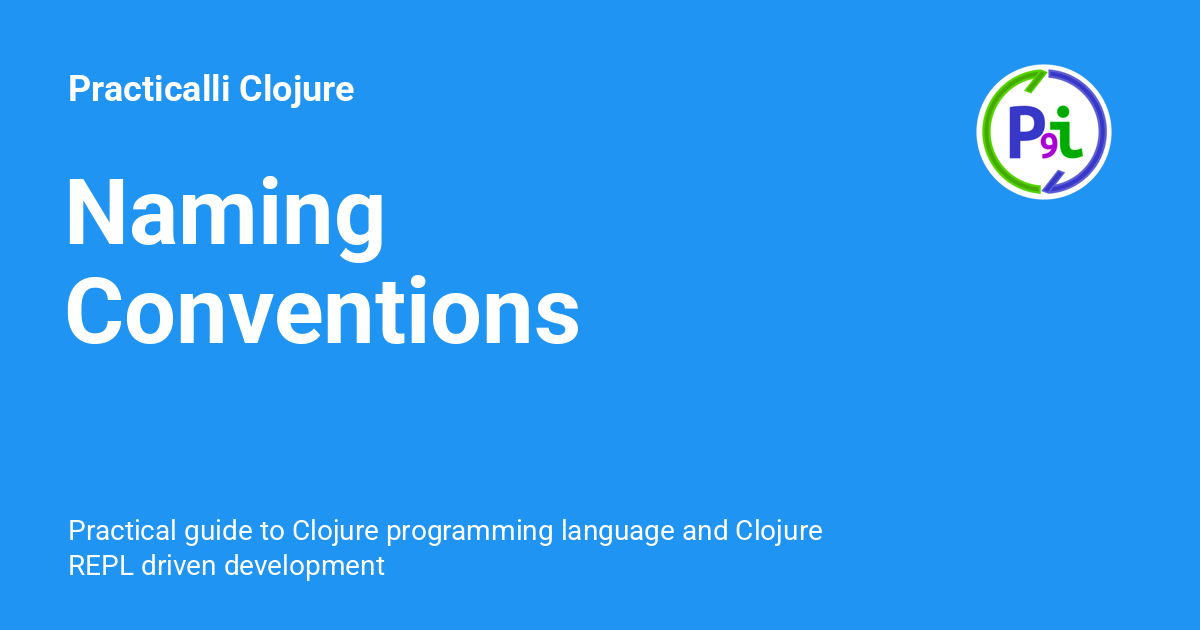 Practicalli Clojure
P9i
Naming
Conventions
Practical guide to Clojure programming language and Clojure
REPL driven development